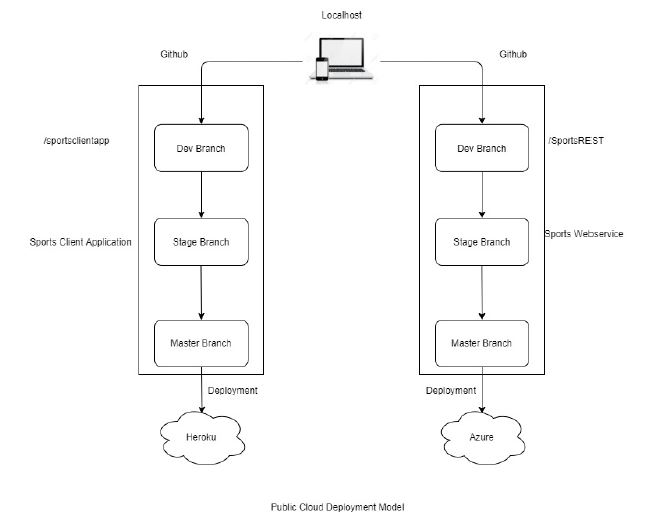 Localhost
Github
Github
/sportsclientapp
Dev Branch
Dev Branch
/SportsREST
Sports Client Application
Stage Branch
Stage Branch
Sports Webservice
Master Branch
Master Branch
Deployment
Deployment
Heroku
Azure
Public Cloud Deployment Model